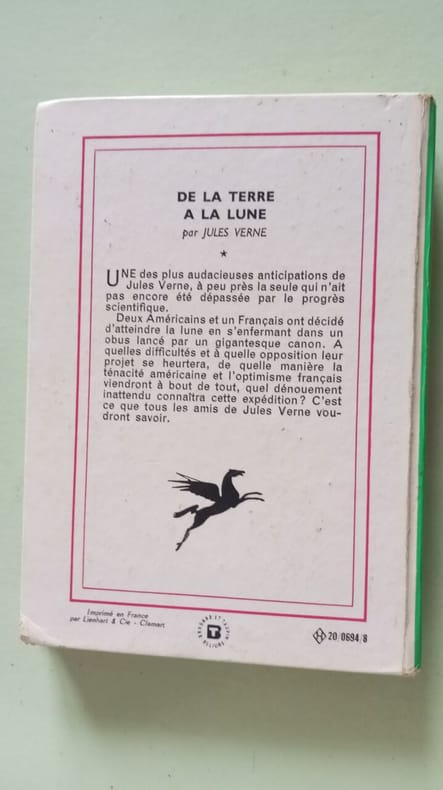 DE LA TERRE
A LA LUNE
par JULES VERNE
★
UNE des plus audacieuses anticipations de
Jules Verne, à peu près la seule qui n'ait
pas encore été dépassée par le progrès
scientifique.
Deux Américains et un Français ont décidé
d'atteindre la lune en s'enfermant dans un
obus lancé par un gigantesque canon. A
quelles difficultés et à quelle opposition leur
projet se heurtera, de quelle manière la
ténacité américaine et l'optimisme français
viendront à bout de tout, quel dénouement
inattendu connaîtra cette expédition? C'est
ce que tous les amis de Jules Verne vou-
dront savoir.
Imprimé en France
par Lienhart & Cie - Clamart
BRODARD ET TAUPIN
RELIURE
H 20/0694/8